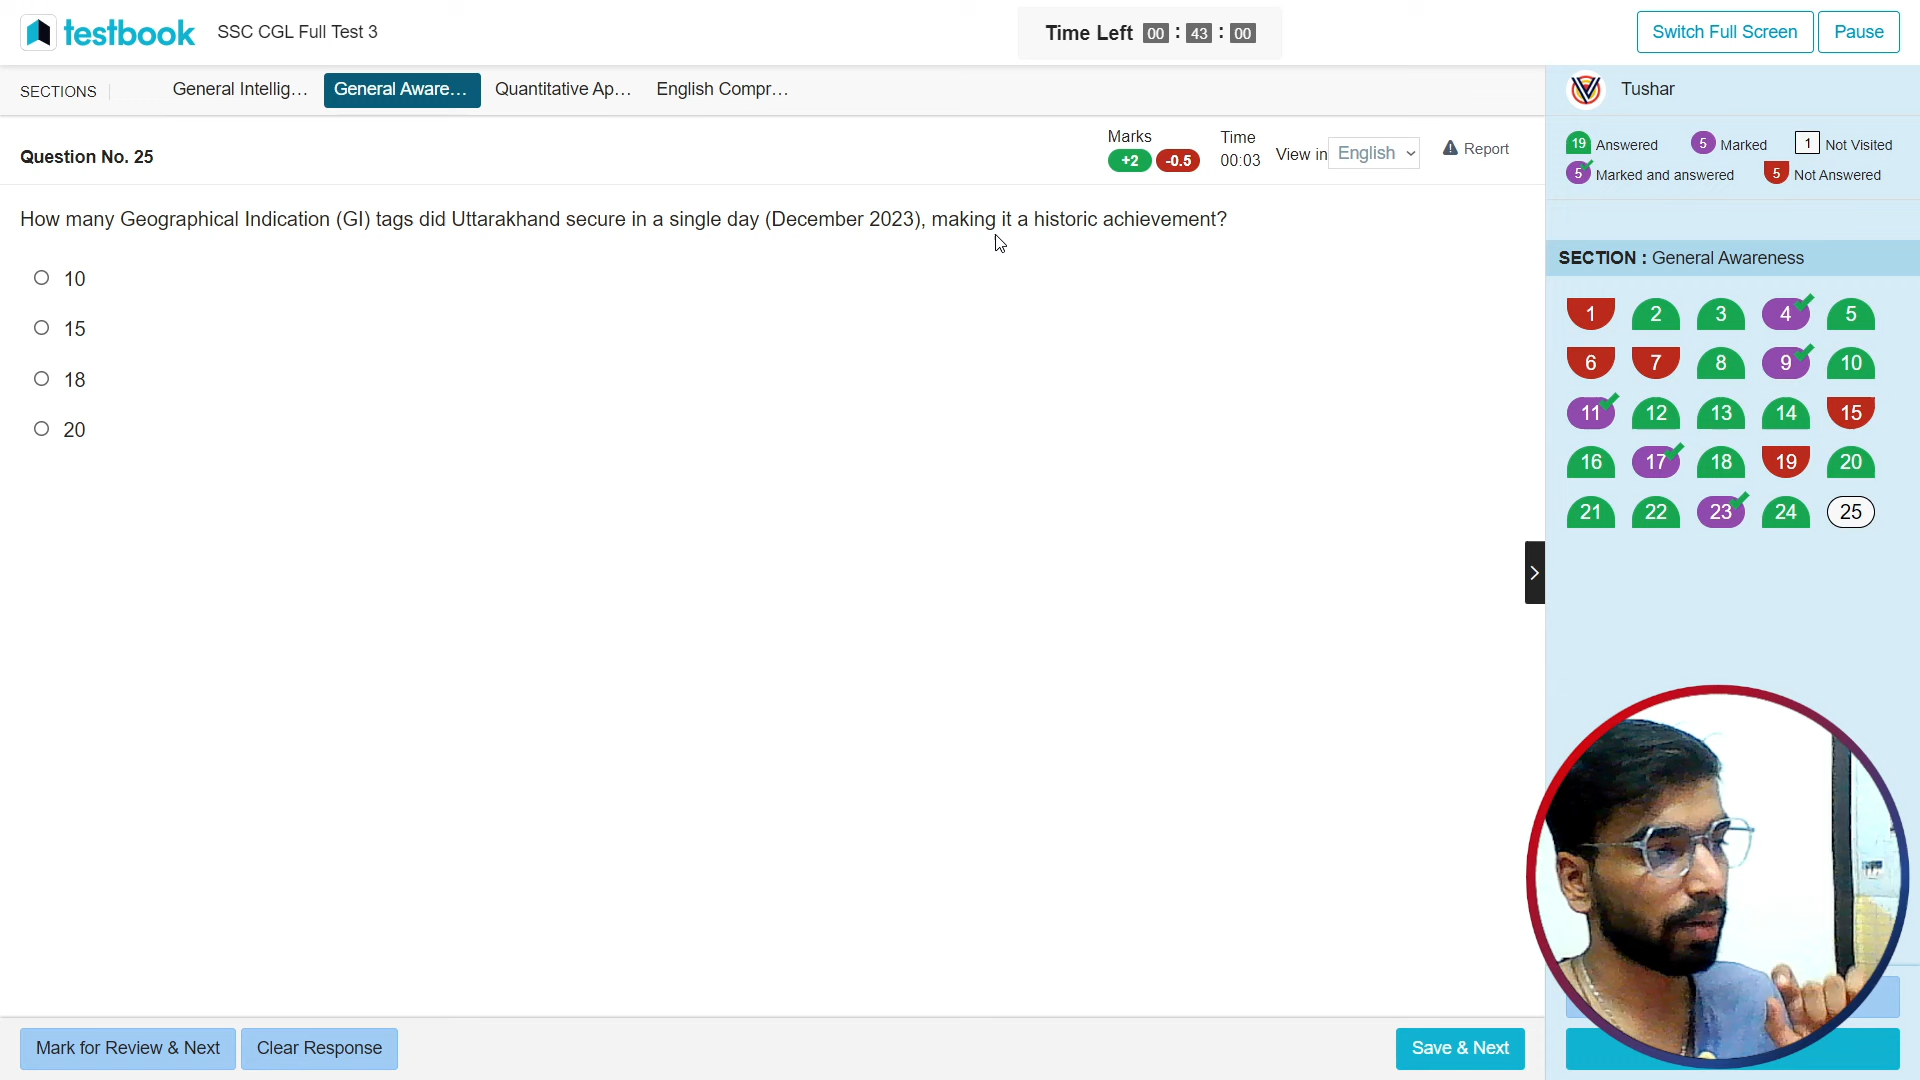 testbook SSC CGL Full Test 3 Time Left 00 : 43 : 00 Switch Full Screen Pause
SECTIONS General Intellig... General Aware... Quantitative Ap... English Compr... Tushar
Question No. 25 Marks +2 -0.5 Time 00:03 View in English Report
19 Answered 5 Marked 1 Not Visited
5 Marked and answered 5 Not Answered
How many Geographical Indication (GI) tags did Uttarakhand secure in a single day (December 2023), making it a historic achievement?
10
15
18
20
SECTION : General Awareness
1 2 3 4 5
6 7 8 9 10
11 12 13 14 15
16 17 18 19 20
21 22 23 24 25
Mark for Review & Next Clear Response Save & Next